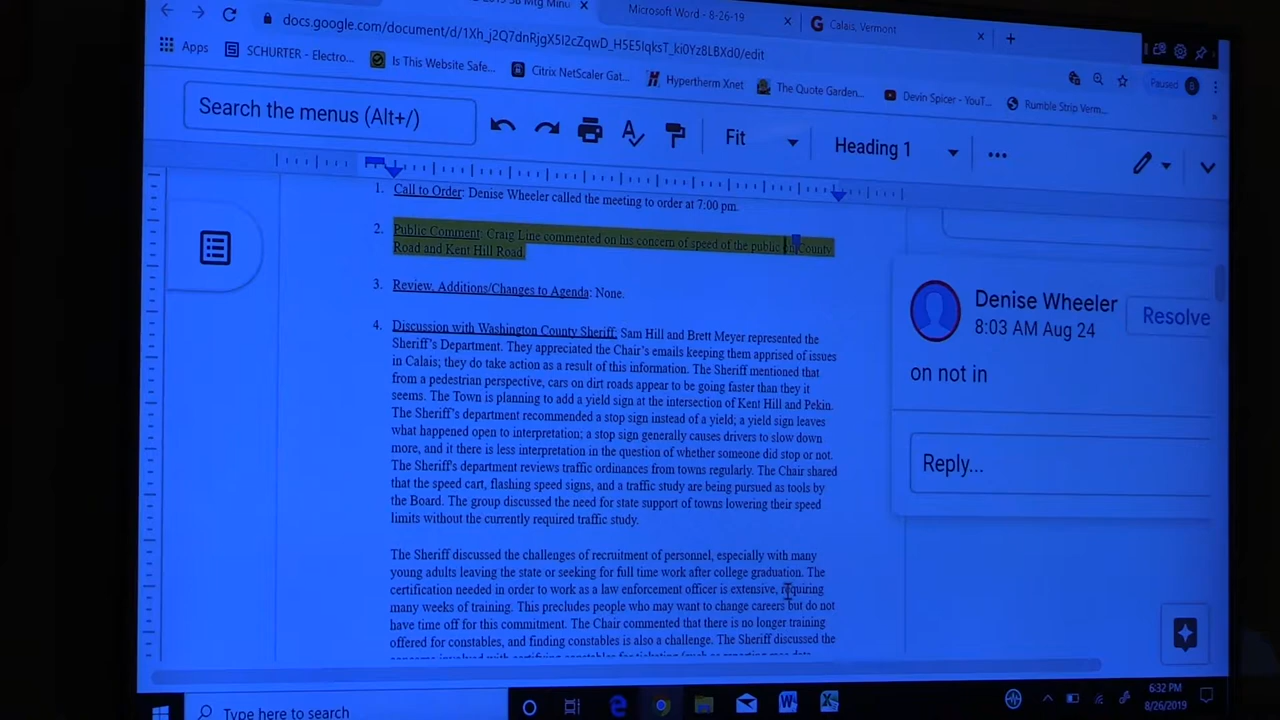 Mtg Minu
Microsoft Word - 8-26-19
Calais, Vermont
docs.google.com/document/d/1Xh_j2Q7dnRjgX5I2cZqwD_H5E5IqksT_ki0Yz8LBXd0/edit
Apps
SCHURTER - Electro...
Is This Website Safe...
Citrix NetScaler Gat...
Hypertherm Xnet
The Quote Garden...
Devin Spicer - YouT...
Rumble Strip Verm...
Paused
Search the menus (Alt+/)
Fit
Heading 1
1. Call to Order: Denise Wheeler called the meeting to order at 7:00 pm.
2. Public Comment: Craig Line commented on his concern of speed of the public on County
Road and Kent Hill Road
3. Review, Additions/Changes to Agenda: None.
4. Discussion with Washington County Sheriff: Sam Hill and Brett Meyer represented the
Sheriff's Department. They appreciated the Chair's emails keeping them apprised of issues
in Calais; they do take action as a result of this information. The Sheriff mentioned that
from a pedestrian perspective, cars on dirt roads appear to be going faster than they it
seems. The Town is planning to add a yield sign at the intersection of Kent Hill and Pekin.
The Sheriff's department recommended a stop sign instead of a yield; a yield sign leaves
what happened open to interpretation; a stop sign generally causes drivers to slow down
more, and it there is less interpretation in the question of whether someone did stop or not.
The Sheriff's department reviews traffic ordinances from towns regularly. The Chair shared
that the speed cart, flashing speed signs, and a traffic study are being pursued as tools by
the Board. The group discussed the need for state support of towns lowering their speed
limits without the currently required traffic study.
The Sheriff discussed the challenges of recruitment of personnel, especially with many
young adults leaving the state or seeking for full time work after college graduation. The
certification needed in order to work as a law enforcement officer is extensive, requiring
many weeks of training. This precludes people who may want to change careers but do not
have time off for this commitment. The Chair commented that there is no longer training
offered for constables, and finding constables is also a challenge. The Sheriff discussed the
Denise Wheeler
8:03 AM Aug 24
Resolve
on not in
Reply...
Type here to search
6:32 PM
8/26/2019